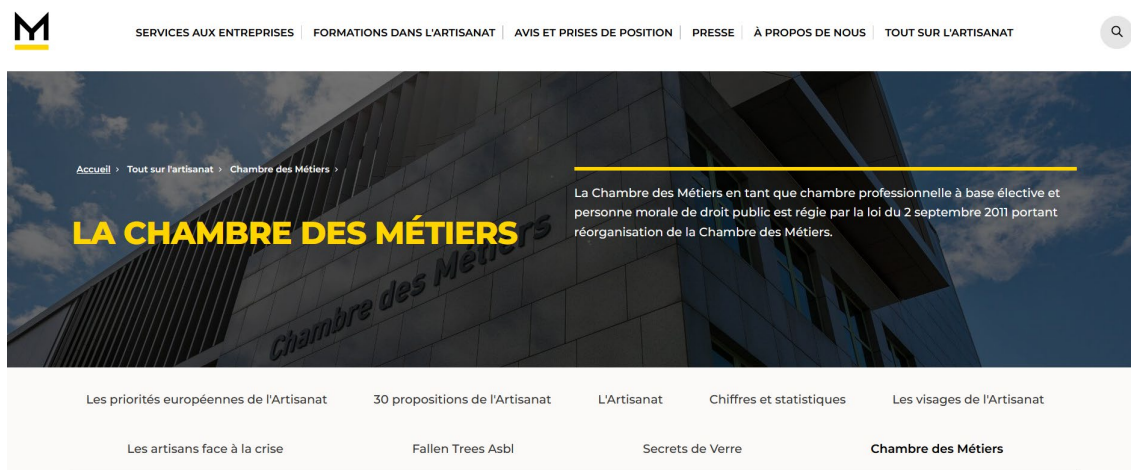 SERVICES AUX ENTREPRISES FORMATIONS DANS L'ARTISANAT AVIS ET PRISES DE POSITION PRESSE À PROPOS DE NOUS TOUT SUR L'ARTISANAT
Accueil > Tout sur l'artisanat > Chambre des Métiers >
LA CHAMBRE DES MÉTIERS
La Chambre des Métiers en tant que chambre professionnelle à base élective et
personne morale de droit public est régie par la loi du 2 septembre 2011 portant
réorganisation de la Chambre des Métiers.
Chambre des Métiers
Les priorités européennes de l'Artisanat 30 propositions de l'Artisanat L'Artisanat Chiffres et statistiques Les visages de l'Artisanat
Les artisans face à la crise Fallen Trees Asbl Secrets de Verre Chambre des Métiers